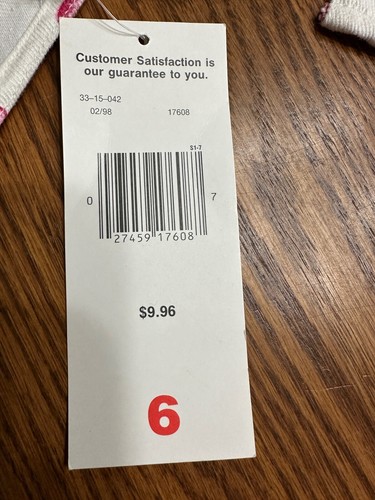 Customer Satisfaction is
our guarantee to you.
33-15-042
02/98 17608
$1-7
0 27459 17608 7
$9.96
6